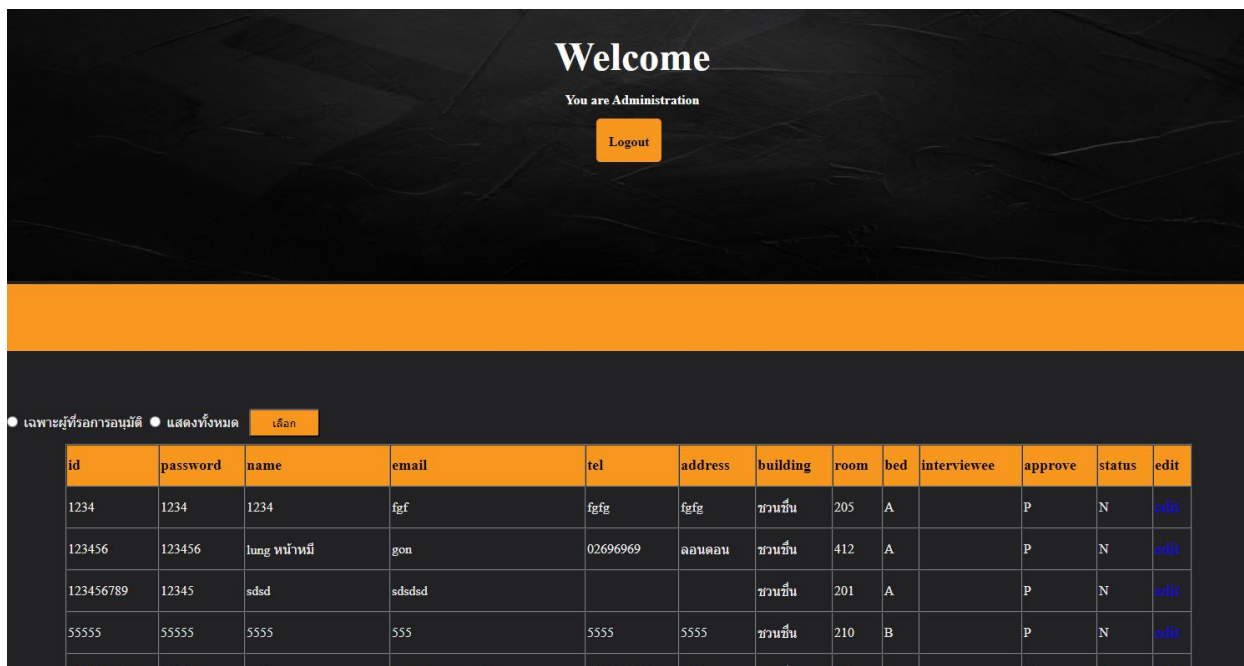 Welcome
You are Administration
Logout
เฉพาะผู้ที่รอการอนุมัติ แสดงทั้งหมด เลือก
id password name email tel address building room bed interviewee approve status edit
1234 1234 1234 fgf fgfg fgfg ชวนชื่น 205 A P N edit
123456 123456 lung หน้าหมี gon 02696969 ลอนดอน ชวนชื่น 412 A P N edit
123456789 12345 sdsd sdsdsd ชวนชื่น 201 A P N edit
55555 55555 5555 555 5555 5555 ชวนชื่น 210 B P N edit